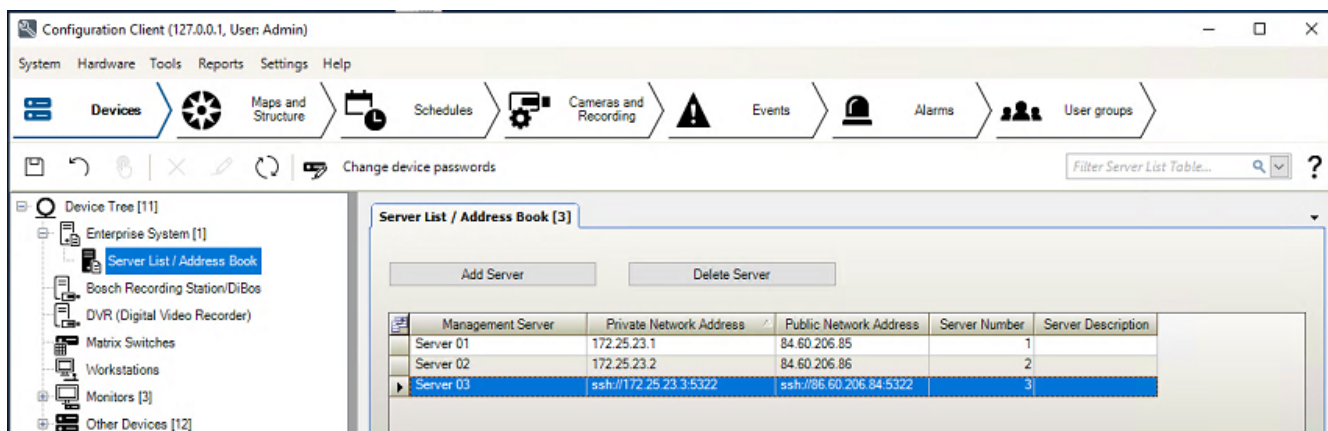 Configuration Client (127.0.0.1, User: Admin)
System Hardware Tools Reports Settings Help
Devices
Maps and
Structure
Schedules
Cameras and
Recording
Events
Alarms
User groups
Change device passwords
Filter Server List Table...
?
Device Tree [11]
Enterprise System [1]
Server List / Address Book
Bosch Recording Station/DiBos
DVR (Digital Video Recorder)
Matrix Switches
Workstations
Monitors [3]
Other Devices [12]
Server List / Address Book [3]
Add Server Delete Server
Management Server Private Network Address Public Network Address Server Number Server Description
Server 01 172.25.23.1 84.60.206.85 1
Server 02 172.25.23.2 84.60.206.86 2
Server 03 ssh://172.25.23.3:5322 ssh://86.60.206.84:5322 3